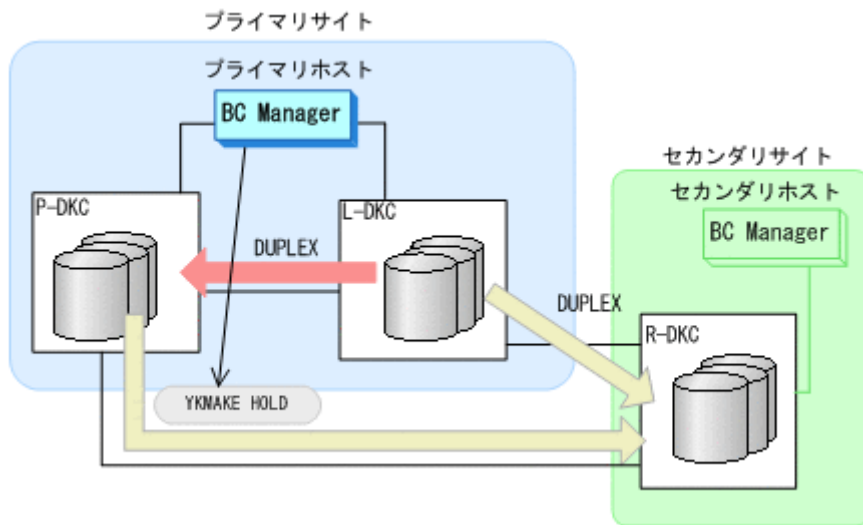 プライマリサイト
プライマリホスト
BC Manager
セカンダリサイト
セカンダリホスト
BC Manager
P-DKC
L-DKC
DUPLEX
DUPLEX
R-DKC
YKMAKE HOLD